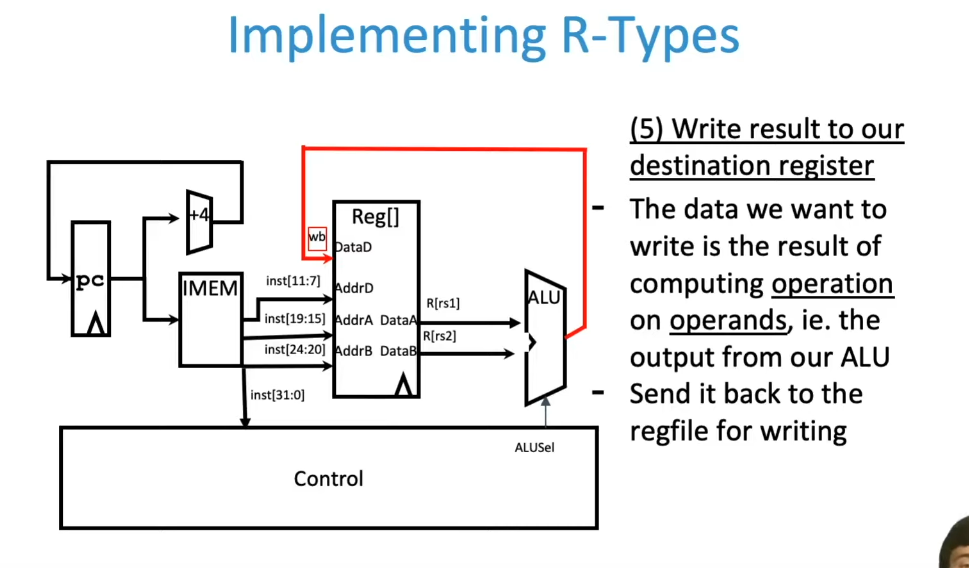 Implementing R-Types
(5) Write result to our
destination register
- The data we want to
write is the result of
computing operation
on operands, ie. the
output from our ALU
- Send it back to the
regfile for writing
+4
pc
IMEM
Reg[]
wb
DataD
inst[11:7]
AddrD
inst[19:15]
AddrA DataA
inst[24:20]
AddrB DataB
R[rs1]
R[rs2]
ALU
inst[31:0]
ALUSel
Control